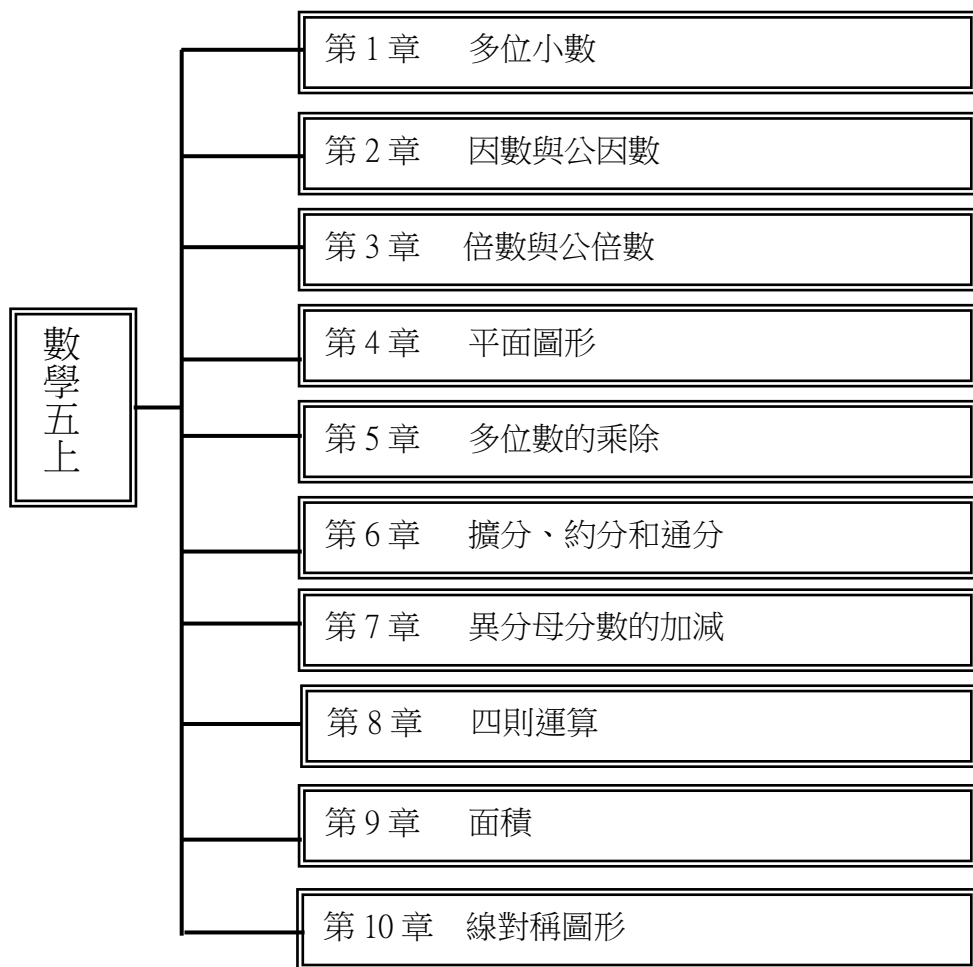 數學五上
第 1 章 多位小數
第 2 章 因數與公因數
第 3 章 倍數與公倍數
第 4 章 平面圖形
第 5 章 多位數的乘除
第 6 章 擴分、約分和通分
第 7 章 異分母分數的加減
第 8 章 四則運算
第 9 章 面積
第 10 章 線對稱圖形